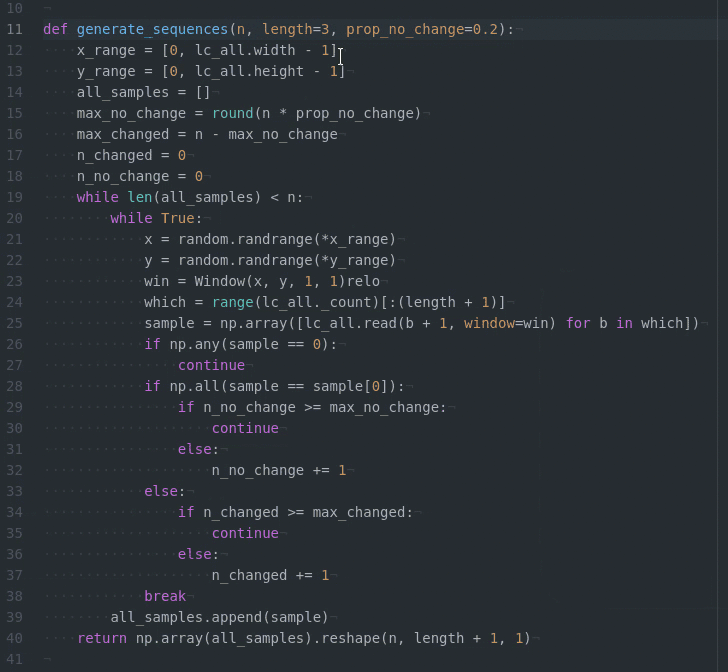 10
11 def generate_sequences(n, length=3, prop_no_change=0.2):
12     x_range = [0, lc_all.width - 1]
13     y_range = [0, lc_all.height - 1]
14     all_samples = []
15     max_no_change = round(n * prop_no_change)
16     max_changed = n - max_no_change
17     n_changed = 0
18     n_no_change = 0
19     while len(all_samples) < n:
20         while True:
21             x = random.randrange(*x_range)
22             y = random.randrange(*y_range)
23             win = Window(x, y, 1, 1)relo
24             which = range(lc_all._count)[:(length + 1)]
25             sample = np.array([lc_all.read(b + 1, window=win) for b in which])
26             if np.any(sample == 0):
27                 continue
28             if np.all(sample == sample[0]):
29                 if n_no_change >= max_no_change:
30                     continue
31                 else:
32                     n_no_change += 1
33             else:
34                 if n_changed >= max_changed:
35                     continue
36                 else:
37                     n_changed += 1
38             break
39         all_samples.append(sample)
40     return np.array(all_samples).reshape(n, length + 1, 1)
41